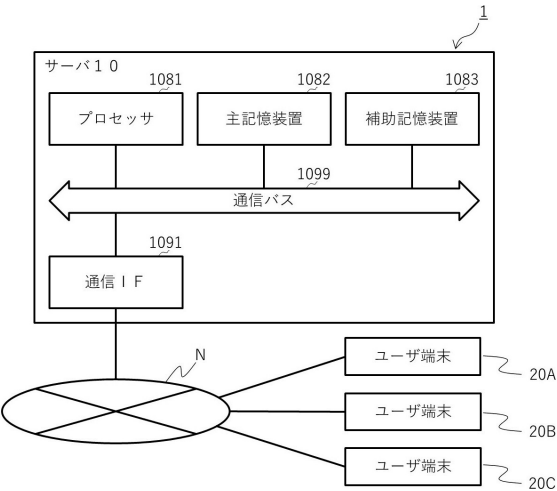 1
サーバ１０
1081
1082
1083
プロセッサ
主記憶装置
補助記憶装置
1099
通信バス
1091
通信ＩＦ
N
ユーザ端末
20A
ユーザ端末
20B
ユーザ端末
20C